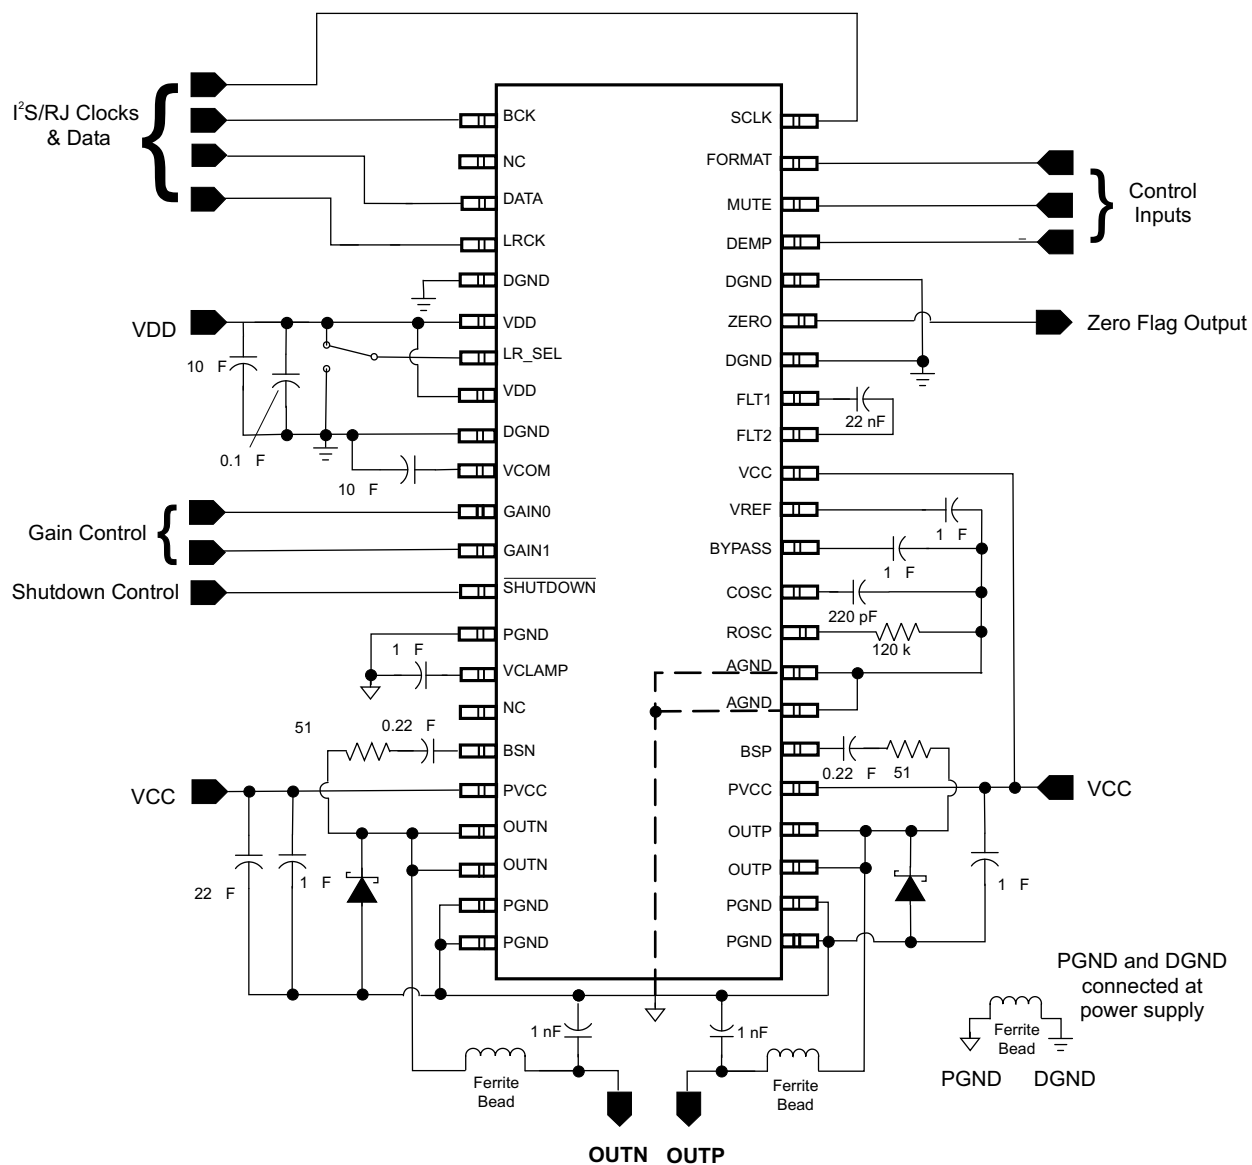 I²S/RJ Clocks
& Data
BCK
NC
DATA
LRCK
DGND
VDD
VDD
10 F
LR_SEL
VDD
DGND
0.1 F
VCOM
10 F
Gain Control
GAIN0
GAIN1
Shutdown Control
SHUTDOWN
PGND
1 F
VCLAMP
NC
51
0.22 F
BSN
VCC
PVCC
OUTN
OUTN
22 F
1 F
PGND
PGND
SCLK
FORMAT
MUTE
DEMP
Control
Inputs
DGND
ZERO
Zero Flag Output
DGND
FLT1
22 nF
FLT2
VCC
VREF
1 F
BYPASS
1 F
COSC
220 pF
ROSC
120 k
AGND
AGND
BSP
0.22 F
51
PVCC
VCC
OUTP
OUTP
1 F
PGND
PGND
1 nF
1 nF
Ferrite
Bead
Ferrite
Bead
OUTN
OUTP
PGND and DGND
connected at
power supply
Ferrite
Bead
PGND
DGND